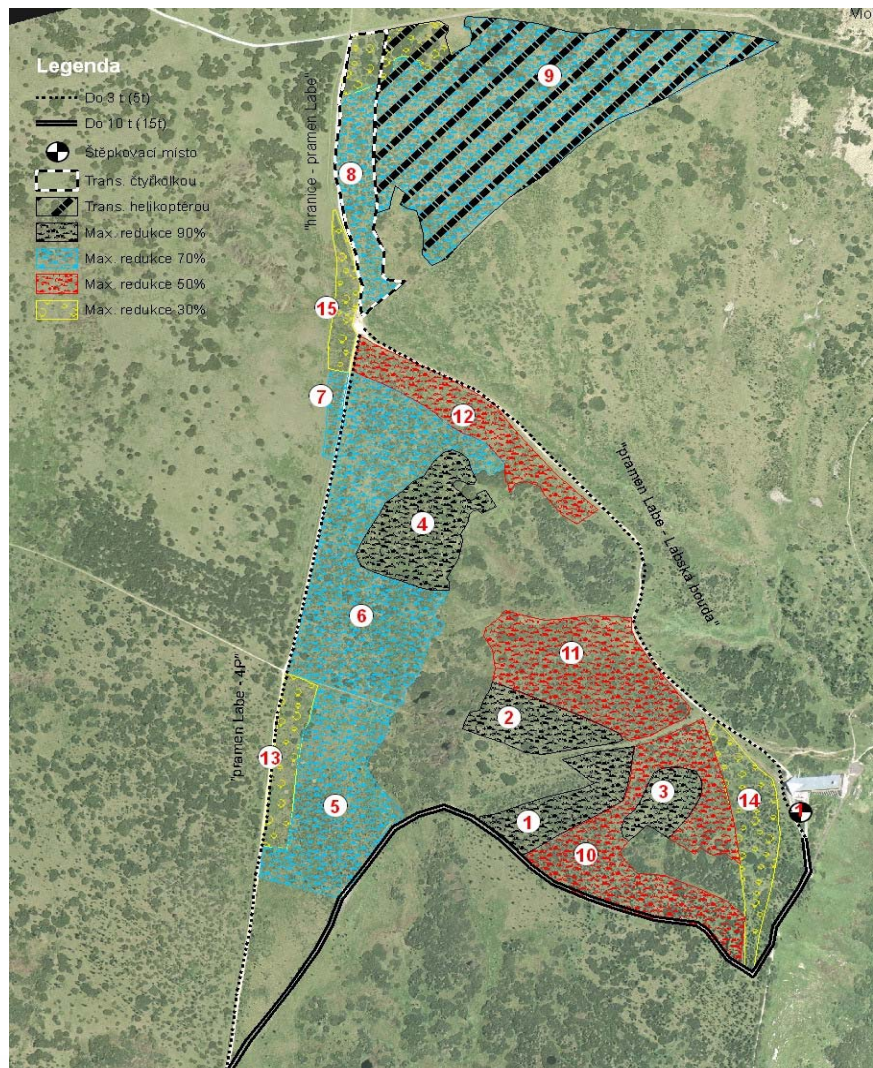 Vio
Legenda
Do 3 t (5t)
Do 10 t (15t)
Štěpkovací místo
Trans. čtyřkolkou
Trans. helikoptérou
Max. redukce 90%
Max. redukce 70%
Max. redukce 50%
Max. redukce 30%
"hranice - pramen Labe"
9
8
15
7
12
4
"pramen Labe - Labská bouda"
6
11
2
"pramen Labe - 4P"
13
5
3
14
1
1
10